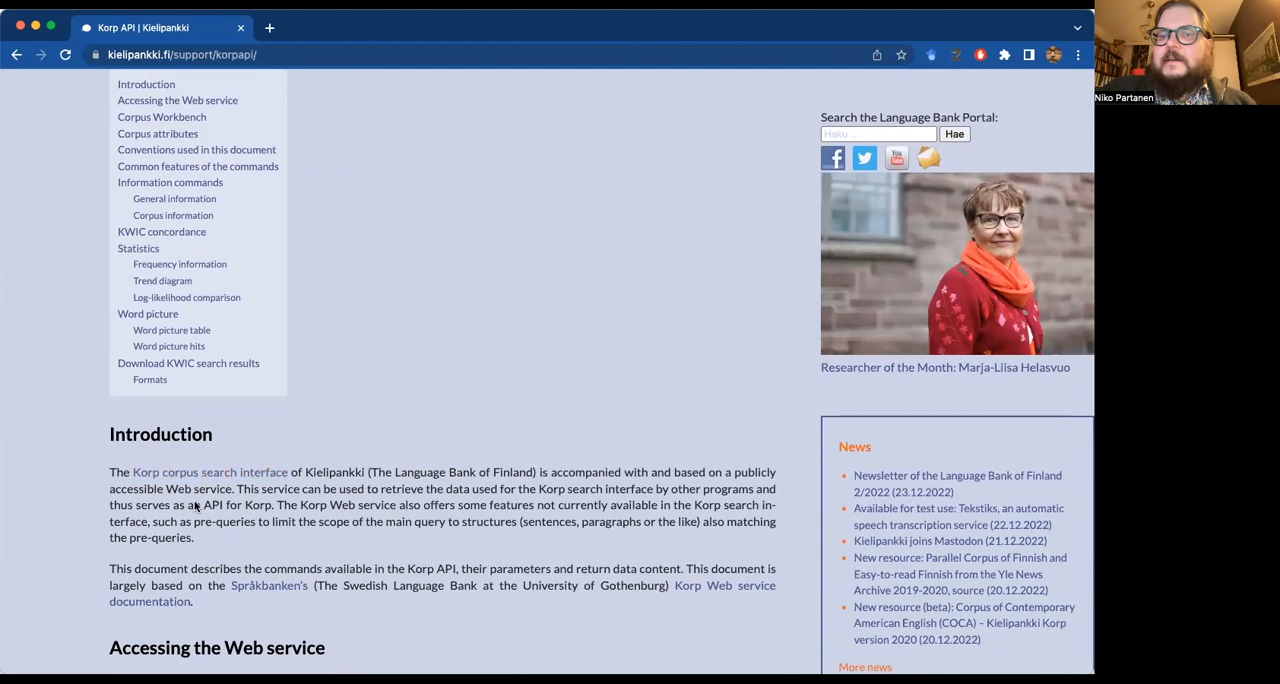 Korp API | Kielipankki
kielipankki.fi/support/korpapi/
Niko Partanen
Introduction
Accessing the Web service
Corpus Workbench
Corpus attributes
Conventions used in this document
Common features of the commands
Information commands
General information
Corpus information
KWIC concordance
Statistics
Frequency information
Trend diagram
Log-likelihood comparison
Word picture
Word picture table
Word picture hits
Download KWIC search results
Formats
Introduction
The Korp corpus search interface of Kielipankki (The Language Bank of Finland) is accompanied with and based on a publicly
accessible Web service. This service can be used to retrieve the data used for the Korp search interface by other programs and
thus serves as an API for Korp. The Korp Web service also offers some features not currently available in the Korp search in-
terface, such as pre-queries to limit the scope of the main query to structures (sentences, paragraphs or the like) also matching
the pre-queries.
This document describes the commands available in the Korp API, their parameters and return data content. This document is
largely based on the Språkbanken's (The Swedish Language Bank at the University of Gothenburg) Korp Web service
documentation.
Accessing the Web service
Search the Language Bank Portal:
Haku ...
Hae
You
Tube
Researcher of the Month: Marja-Liisa Helasvuo
News
Newsletter of the Language Bank of Finland
2/2022 (23.12.2022)
Available for test use: Tekstiks, an automatic
speech transcription service (22.12.2022)
Kielipankki joins Mastodon (21.12.2022)
New resource: Parallel Corpus of Finnish and
Easy-to-read Finnish from the Yle News
Archive 2019-2020, source (20.12.2022)
New resource (beta): Corpus of Contemporary
American English (COCA) – Kielipankki Korp
version 2020 (20.12.2022)
More news